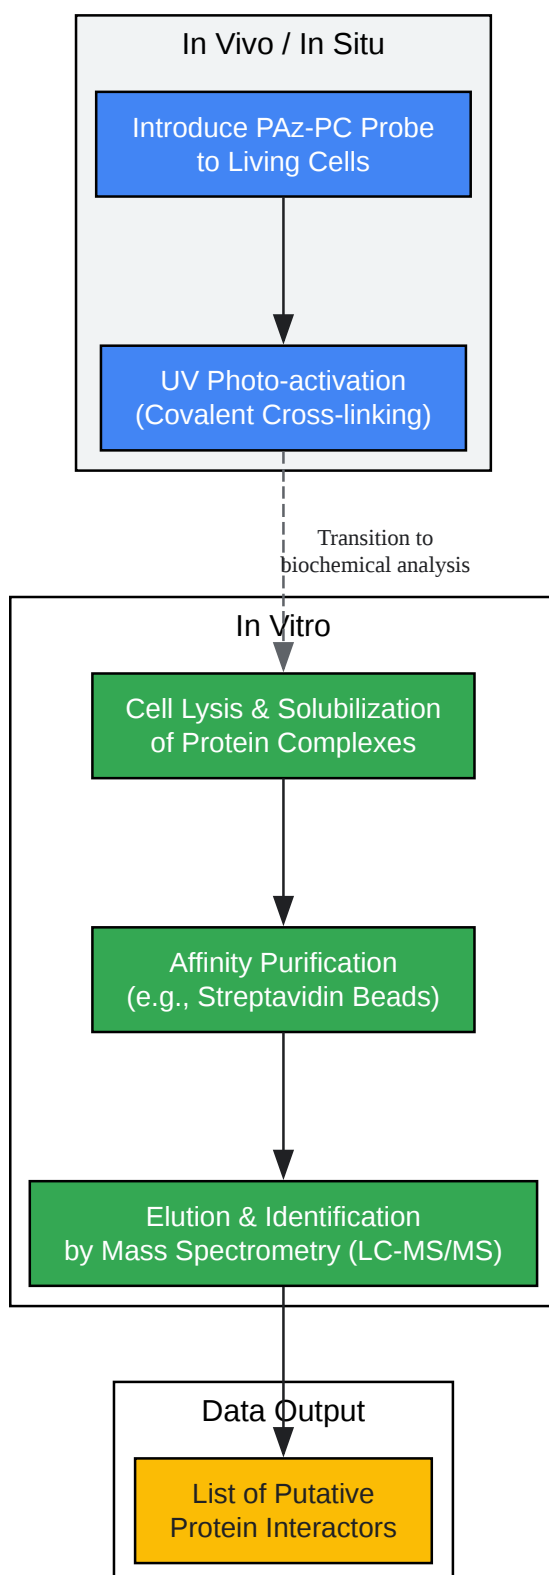 In Vivo / In Situ
Introduce PAz-PC Probe
to Living Cells
UV Photo-activation
(Covalent Cross-linking)
Transition to
biochemical analysis
In Vitro
Cell Lysis & Solubilization
of Protein Complexes
Affinity Purification
(e.g., Streptavidin Beads)
Elution & Identification
by Mass Spectrometry (LC-MS/MS)
Data Output
List of Putative
Protein Interactors